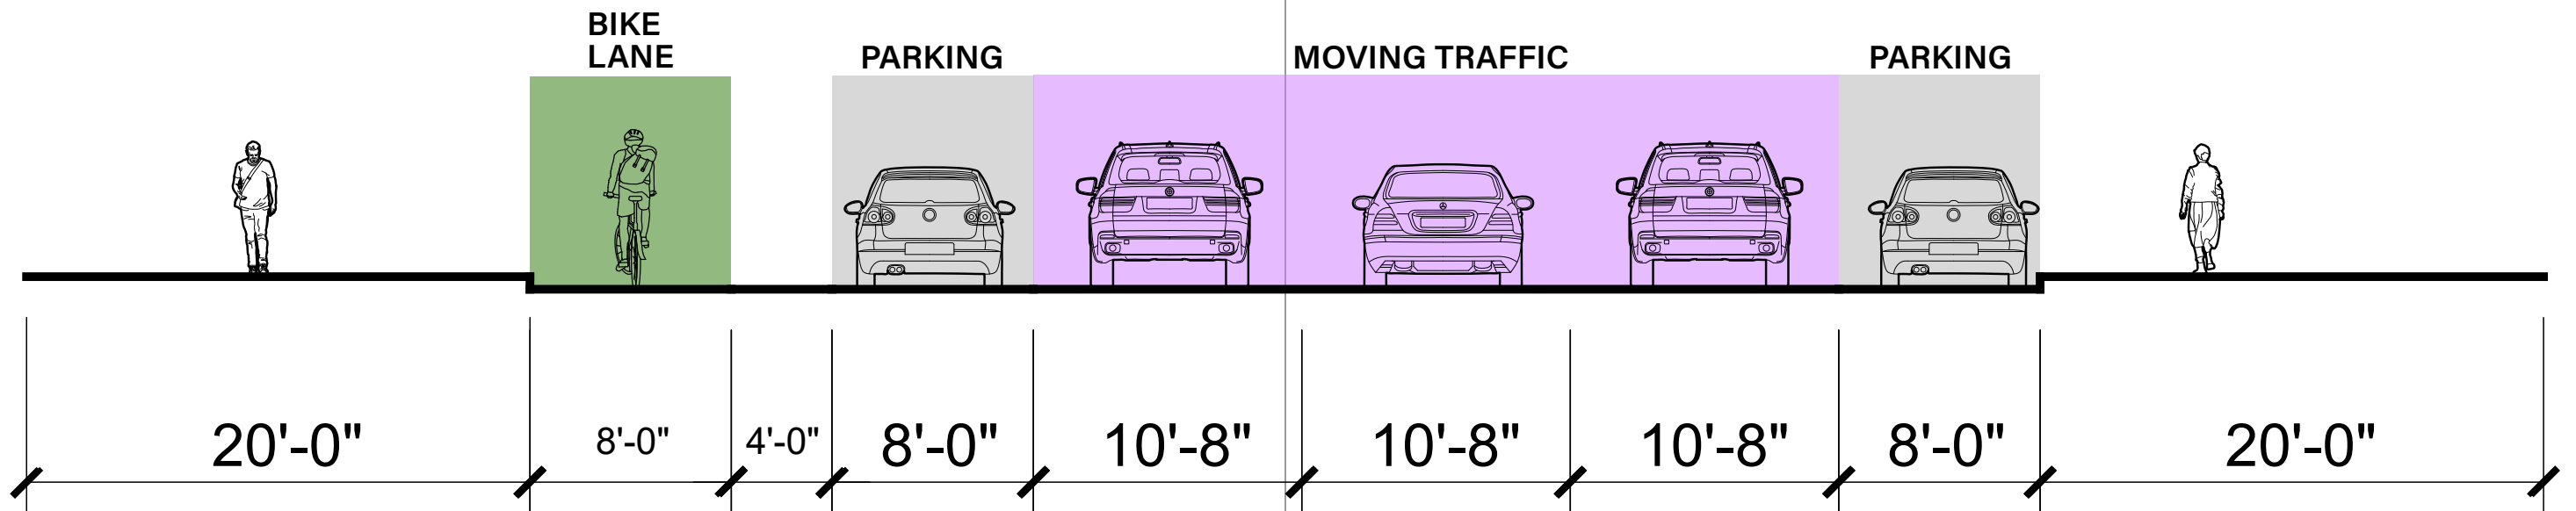 BIKE
LANE
PARKING
MOVING TRAFFIC
PARKING
20'-0"
8'-0"
4'-0"
8'-0"
10'-8"
10'-8"
10'-8"
8'-0"
20'-0"